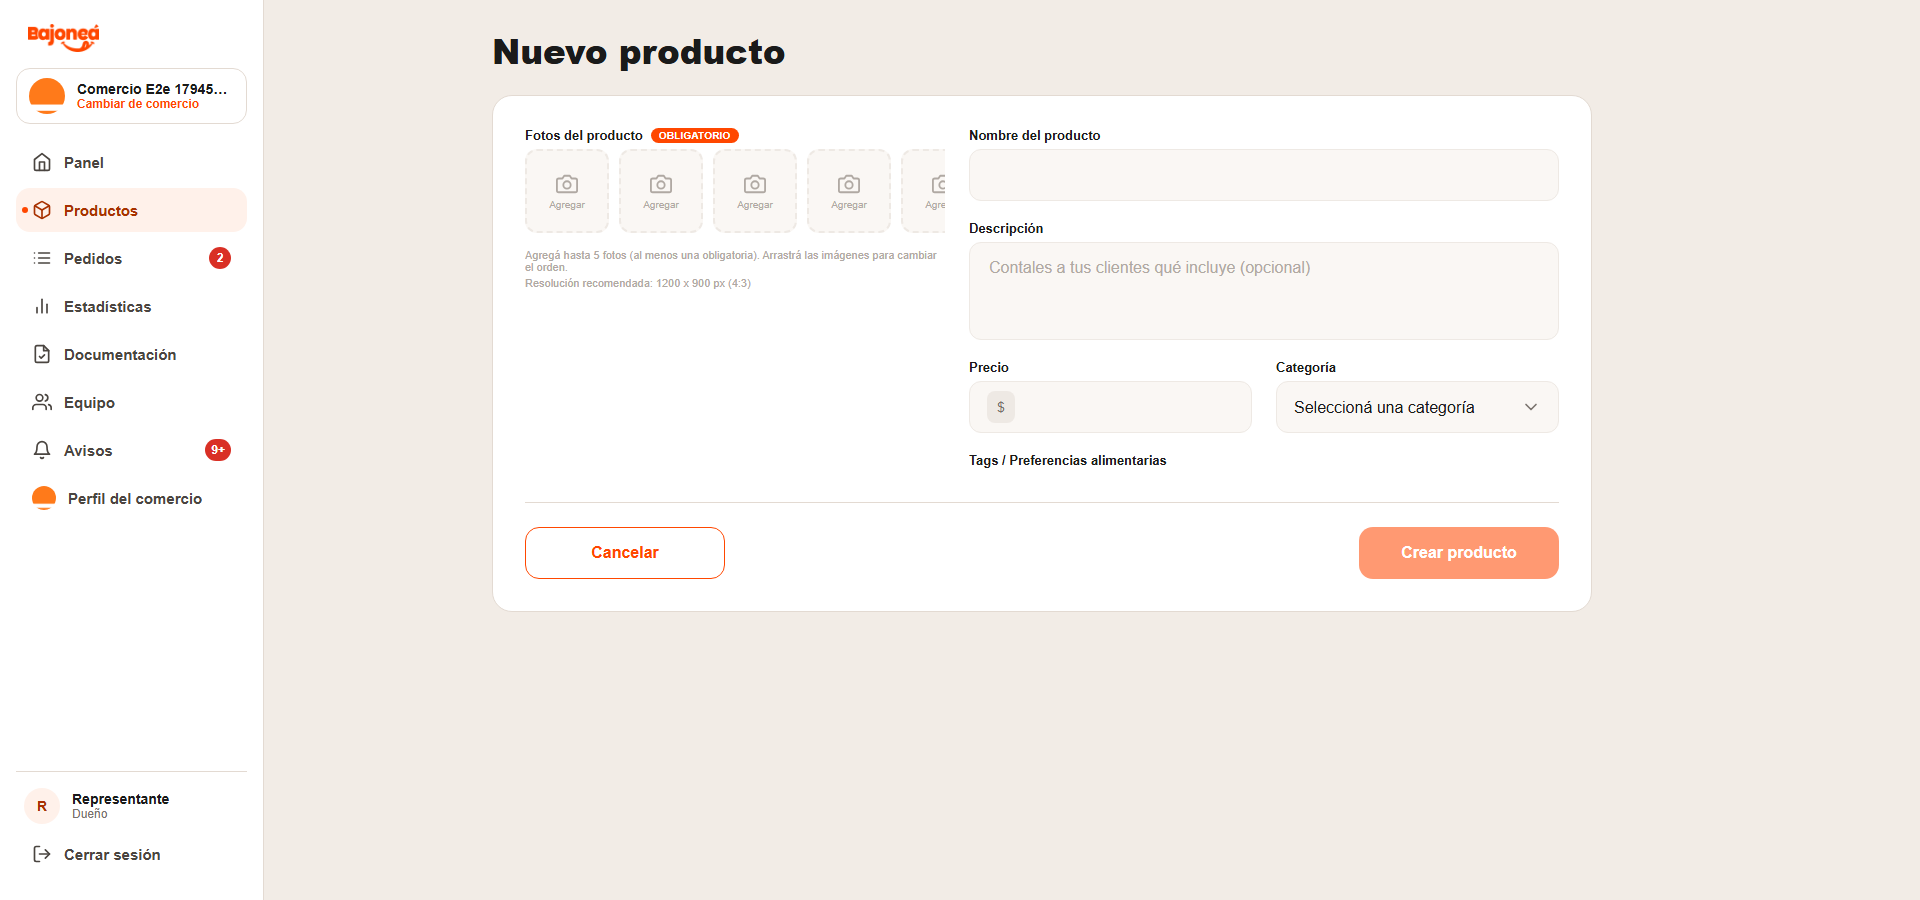 Bajoneá
Comercio E2e 17945...
Cambiar de comercio
Panel
Productos
Pedidos
2
Estadísticas
Documentación
Equipo
Avisos
9+
Perfil del comercio
R
Representante
Dueño
Cerrar sesión
Nuevo producto
Fotos del producto OBLIGATORIO
Agregar Agregar Agregar Agregar Agre
Agregá hasta 5 fotos (al menos una obligatoria). Arrastrá las imágenes para cambiar
el orden.
Resolución recomendada: 1200 x 900 px (4:3)
Nombre del producto
Descripción
Contales a tus clientes qué incluye (opcional)
Precio
$
Categoría
Seleccioná una categoría
Tags / Preferencias alimentarias
Cancelar
Crear producto